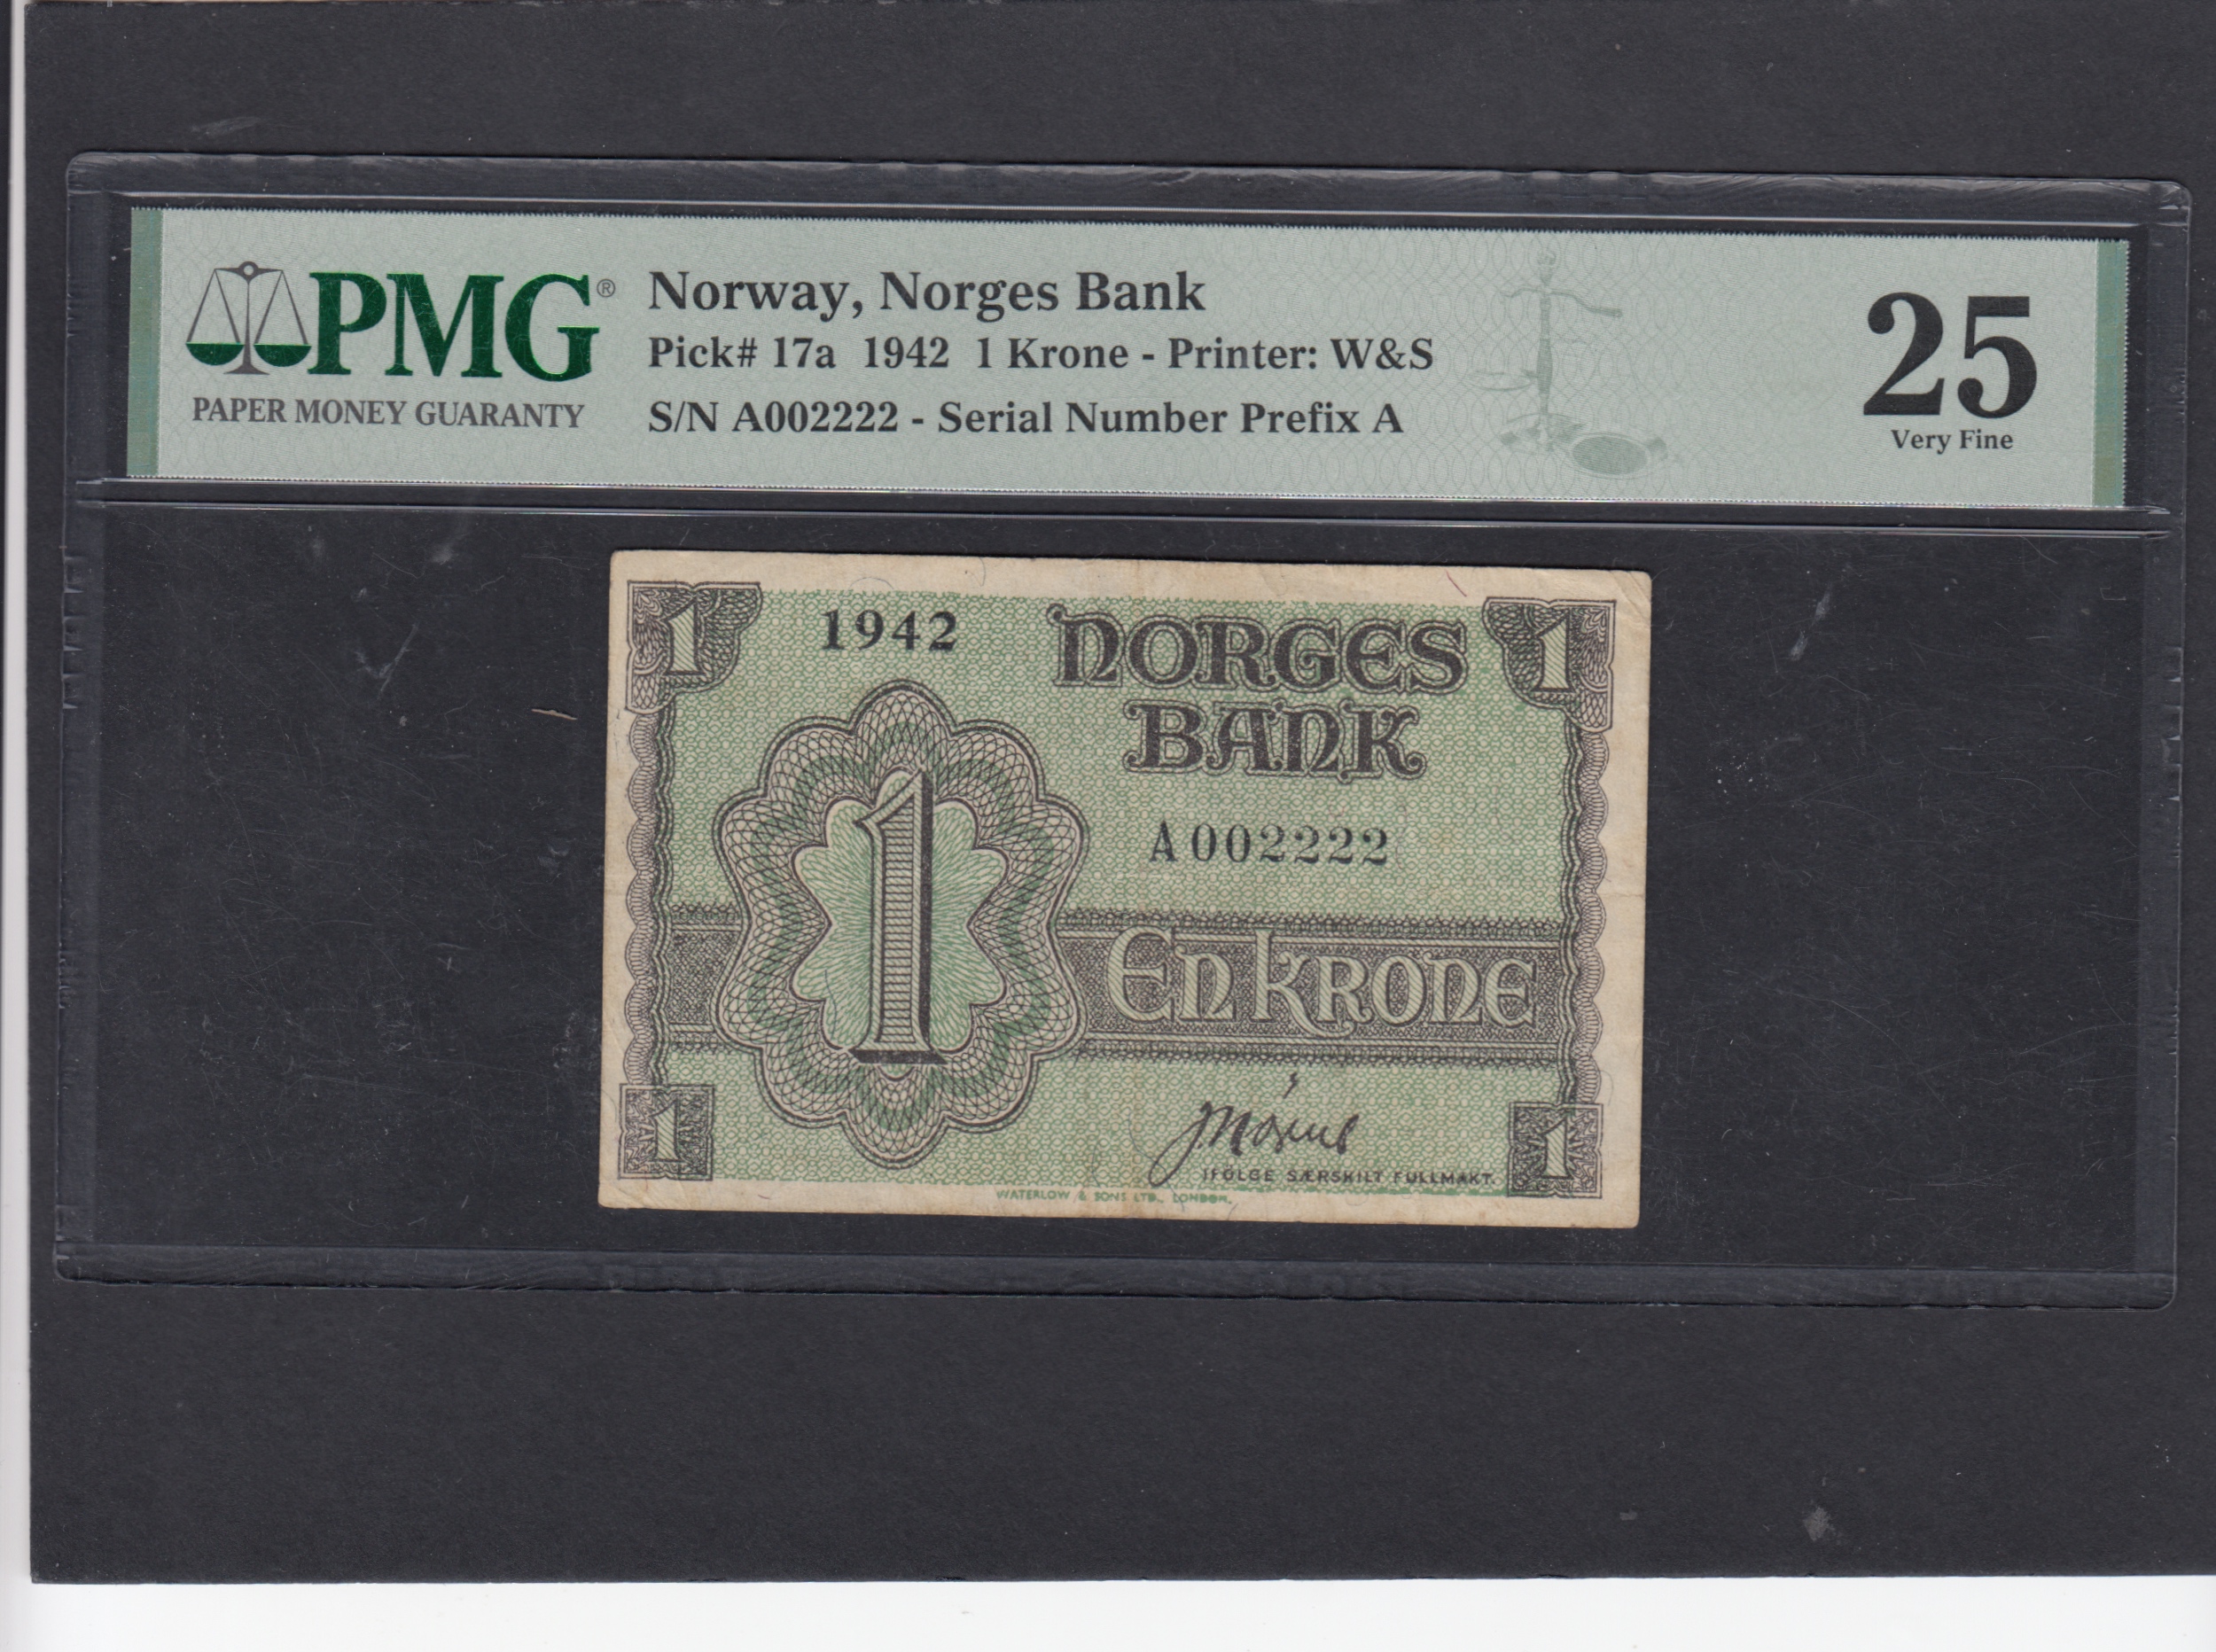 PMG®
PAPER MONEY GUARANTY
Norway, Norges Bank
Pick# 17a 1942 1 Krone - Printer: W&S
S/N A002222 - Serial Number Prefix A
25
Very Fine
1
1942
NORGES
BANK
1
A002222
1
EN KRONE
1
IFØLGE SÆRSKILT FULLMAKT.
1
WATERLOW & SONS LTD., LONDON.